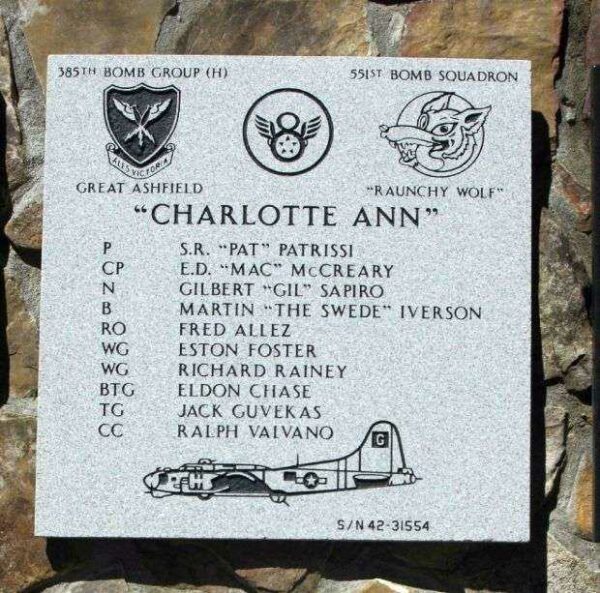 385TH BOMB GROUP (H)
551ST BOMB SQUADRON
ALES VICTORIA
8
GREAT ASHFIELD
"RAUNCHY WOLF"
"CHARLOTTE ANN"
P S.R. "PAT" PATRISSI
CP E.D. "MAC" McCREARY
N GILBERT "GIL" SAPIRO
B MARTIN "THE SWEDE" IVERSON
RO FRED ALLEZ
WG ESTON FOSTER
WG RICHARD RAINEY
BTG ELDON CHASE
TG JACK GUVEKAS
CC RALPH VALVANO
G
S/N 42-31554